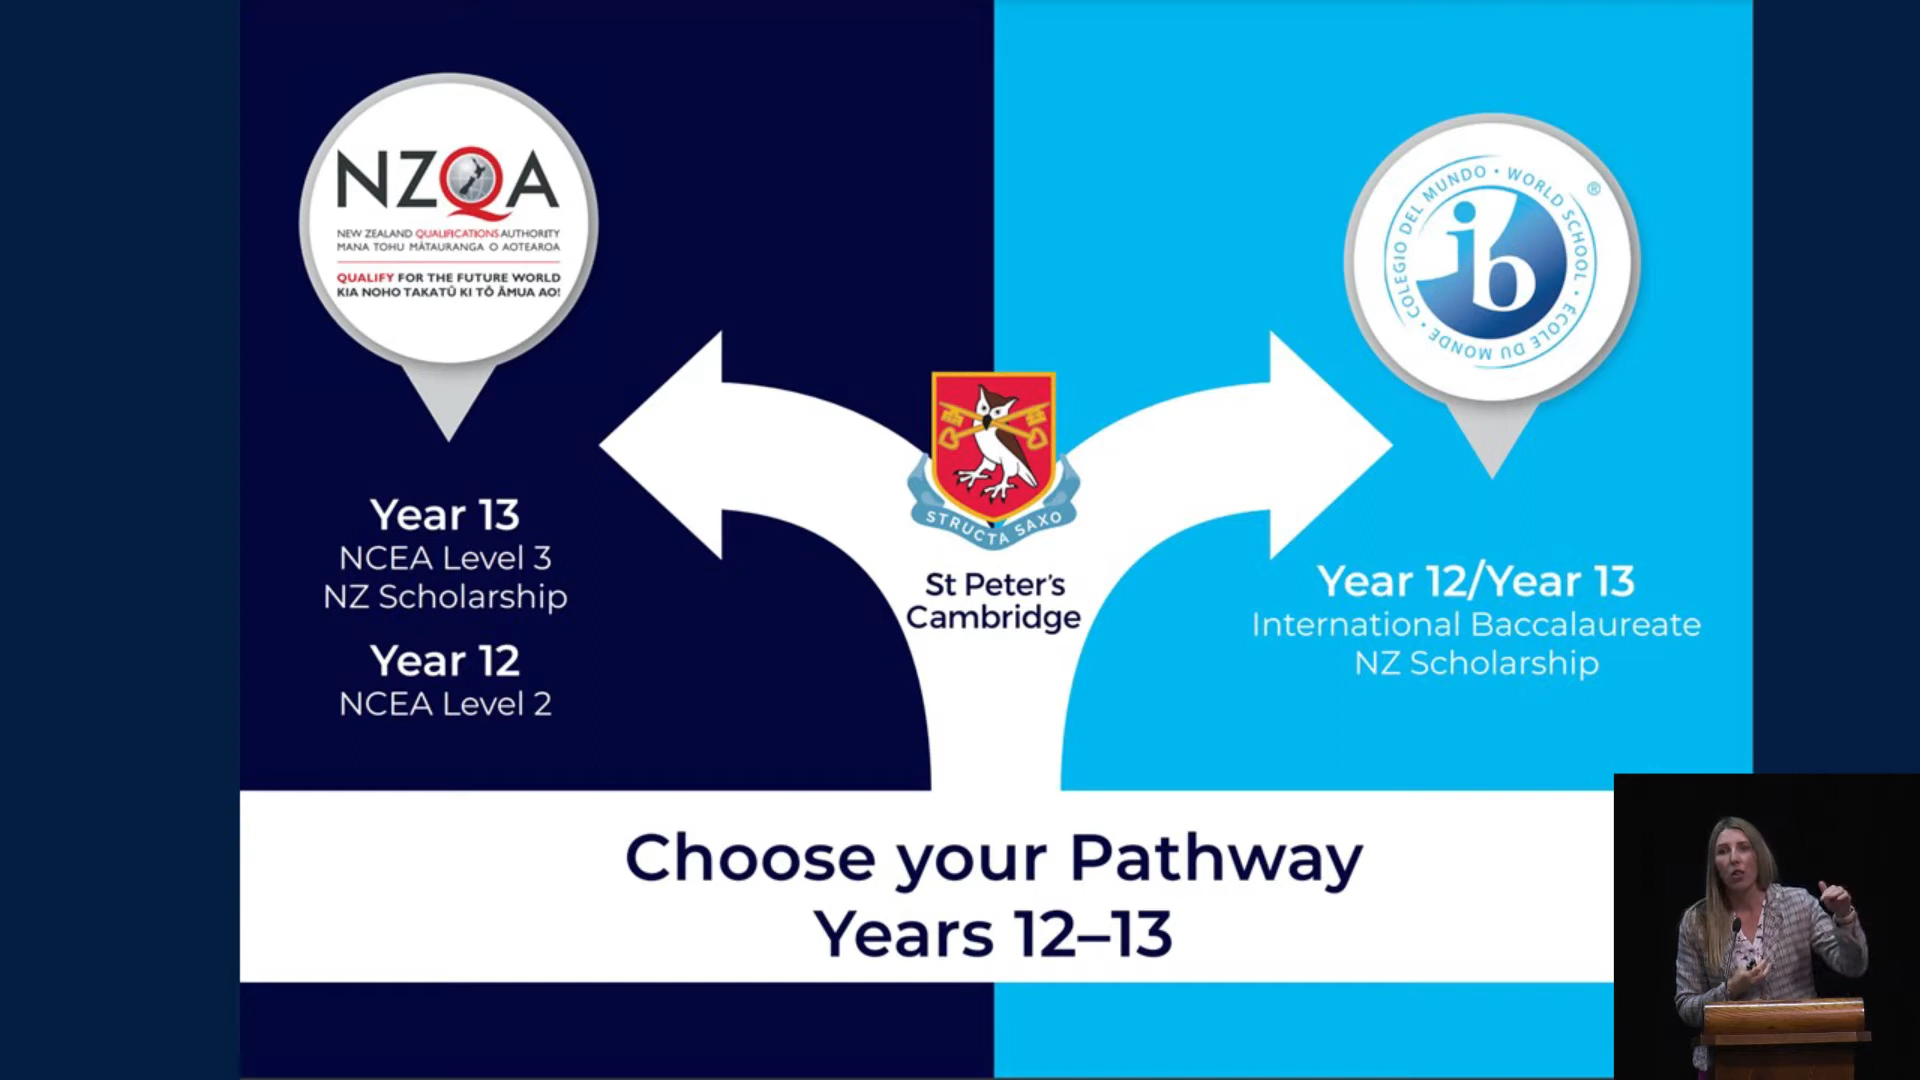 NZQA
NEW ZEALAND QUALIFICATIONS AUTHORITY
MANA TOHU MĀTAURANGA O AOTEAROA
QUALIFY FOR THE FUTURE WORLD
KIA NOHO TAKATŪ KI TŌ ĀMUA AO!
Year 13
NCEA Level 3
NZ Scholarship
Year 12
NCEA Level 2
STRUCTA SAXO
St Peter's
Cambridge
COLEGIO DEL MUNDO • WORLD SCHOOL • ÉCOLE DU MONDE •
®
ib
Year 12/Year 13
International Baccalaureate
NZ Scholarship
Choose your Pathway
Years 12–13